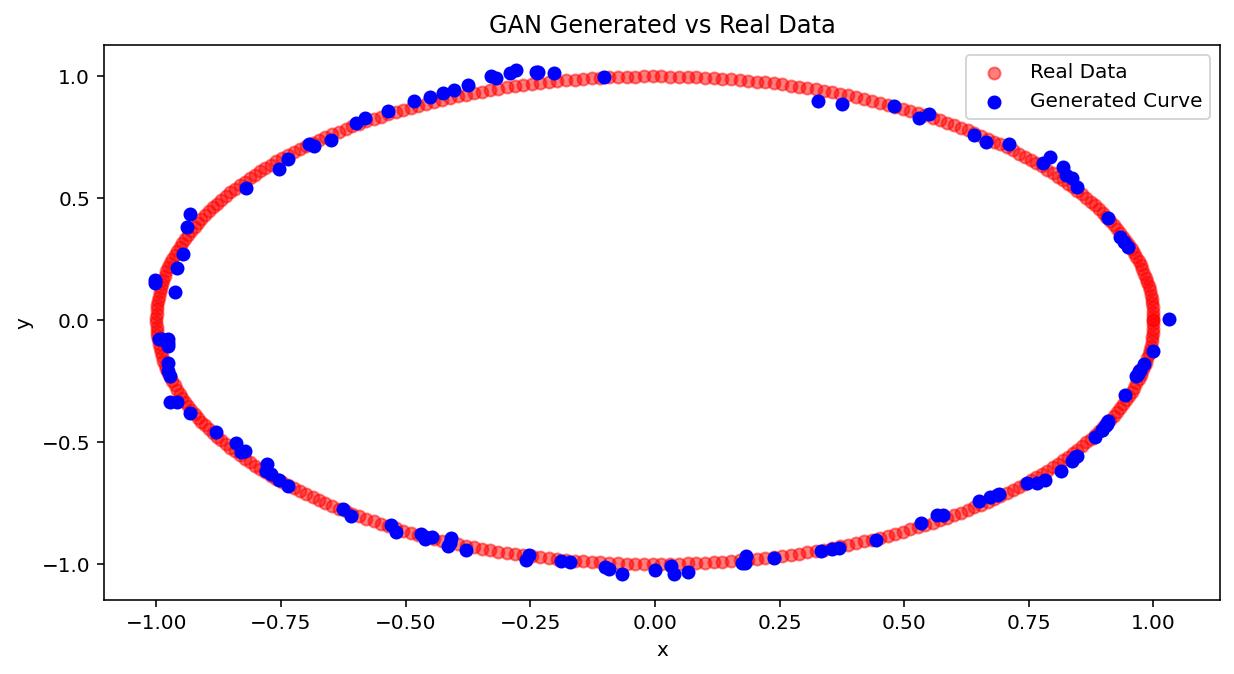 GAN Generated vs Real Data
Real Data
Generated Curve
1.0
0.5
0.0
−0.5
−1.0
y
−1.00 −0.75 −0.50 −0.25 0.00 0.25 0.50 0.75 1.00
x